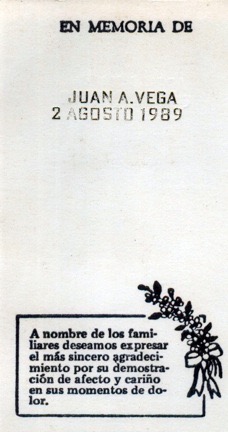 EN MEMORIA DE
JUAN A. VEGA
2 AGOSTO 1989
A nombre de los fami-
liares deseamos expresar
el más sincero agradeci-
miento por su demostra-
ción de afecto y cariño
en sus momentos de do-
lor.